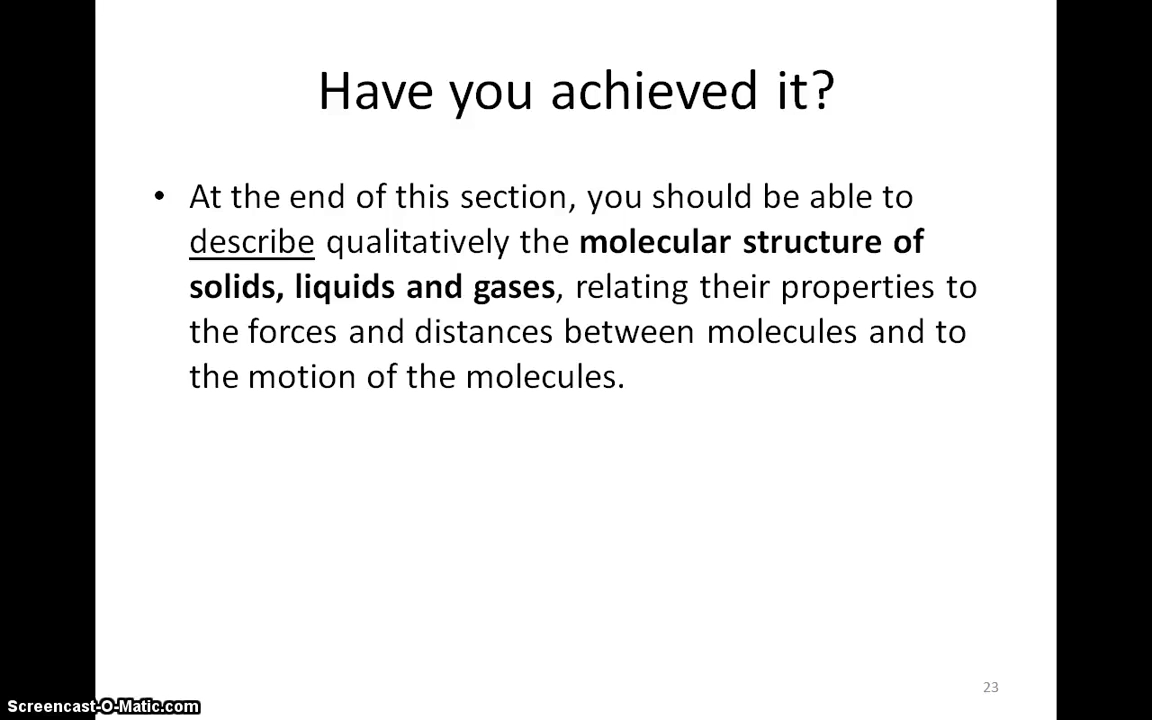 Have you achieved it?
• At the end of this section, you should be able to
describe qualitatively the molecular structure of
solids, liquids and gases, relating their properties to
the forces and distances between molecules and to
the motion of the molecules.
23
Screencast-O-Matic.com